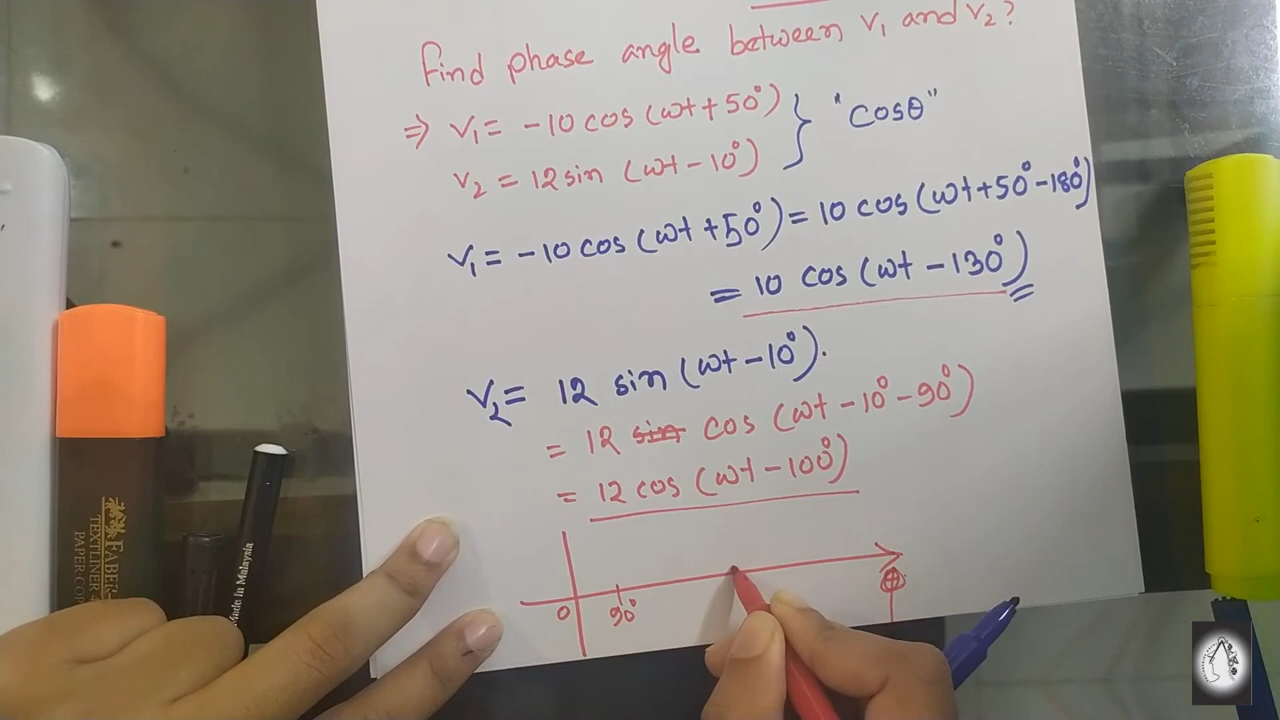 find phase angle between V₁ and V₂?
⇒ V₁ = -10 cos (ωt + 50°) } "cosθ"
V₂ = 12 sin (ωt - 10°)
V₁ = -10 cos (ωt + 50°) = 10 cos (ωt + 50° - 180°)
= 10 cos (ωt - 130°)
V₂ = 12 sin (ωt - 10°).
= 12 sin cos (ωt - 10° - 90°)
= 12 cos (ωt - 100°)
0 90°
TEXTLINER
PAPER COP
FABE
Made in Malaysia